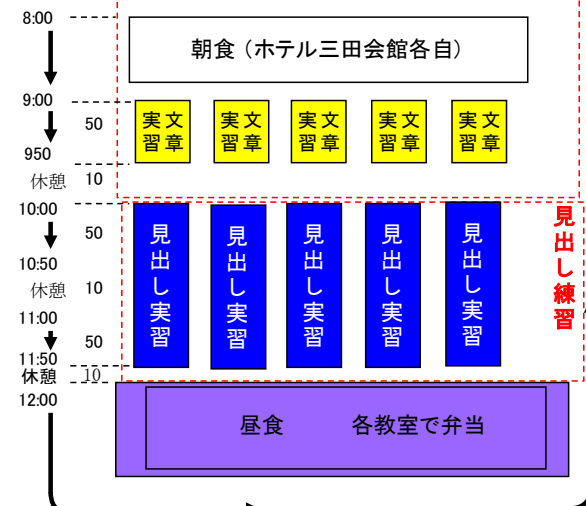 8:00
朝食（ホテル三田会館各自）
9:00
50
950
文章実習
文章実習
文章実習
文章実習
文章実習
休憩 10
10:00
50
10:50
休憩 10
11:00
50
11:50
休憩 10
見出し実習
見出し実習
見出し実習
見出し実習
見出し実習
見出し練習
12:00
昼食 各教室で弁当